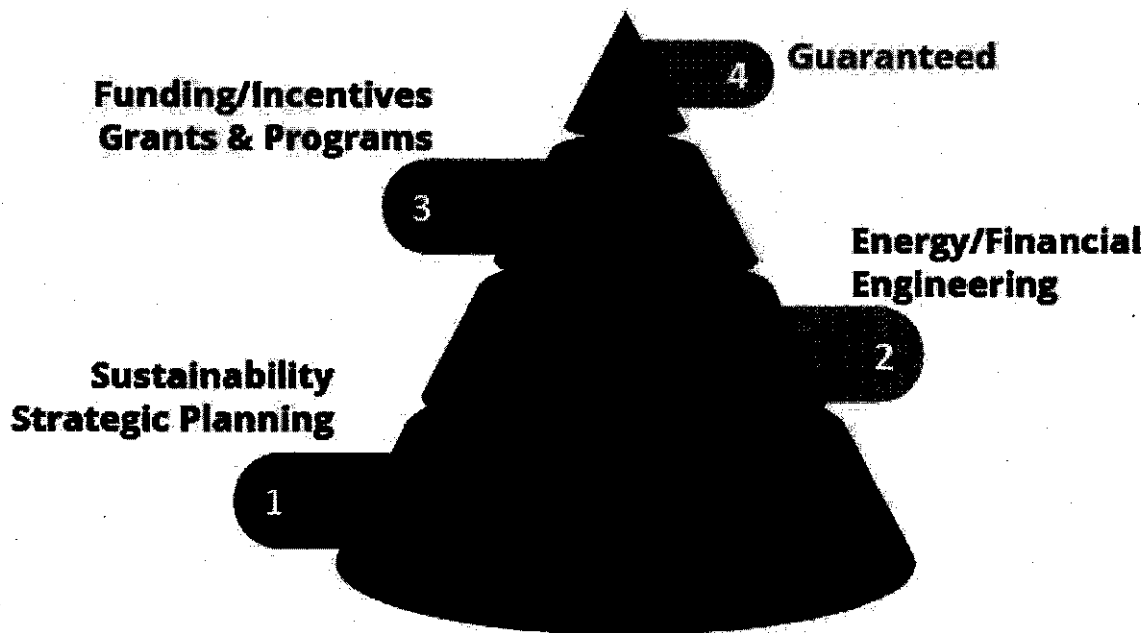 4
Guaranteed
Funding/Incentives
Grants & Programs
3
Energy/Financial
Engineering
2
Sustainability
Strategic Planning
1